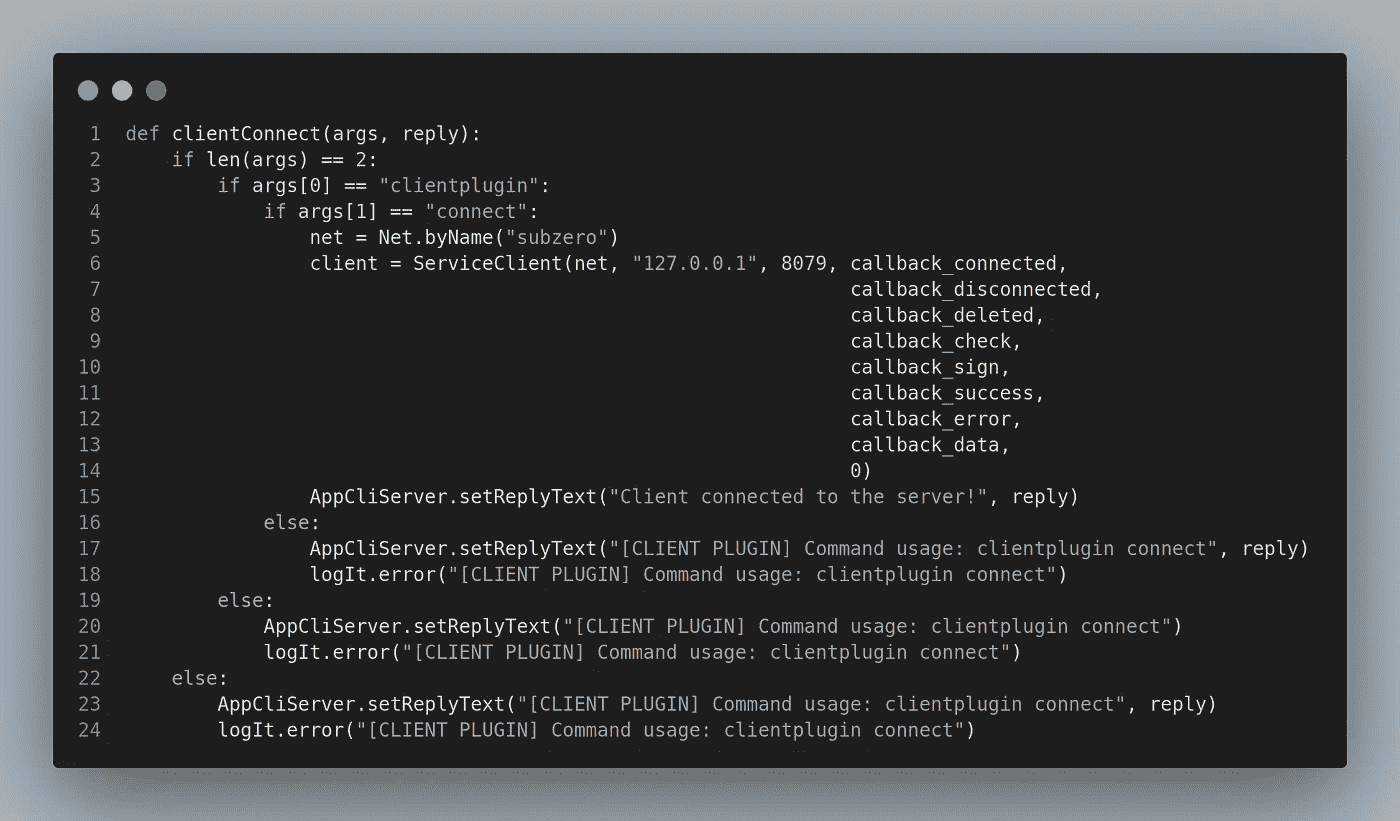 1 def clientConnect(args, reply):
2     if len(args) == 2:
3         if args[0] == "clientplugin":
4             if args[1] == "connect":
5                 net = Net.byName("subzero")
6                 client = ServiceClient(net, "127.0.0.1", 8079, callback_connected,
7                                                                callback_disconnected,
8                                                                callback_deleted,
9                                                                callback_check,
10                                                               callback_sign,
11                                                               callback_success,
12                                                               callback_error,
13                                                               callback_data,
14                                                               0)
15                AppCliServer.setReplyText("Client connected to the server!", reply)
16            else:
17                AppCliServer.setReplyText("[CLIENT PLUGIN] Command usage: clientplugin connect", reply)
18                logIt.error("[CLIENT PLUGIN] Command usage: clientplugin connect")
19        else:
20            AppCliServer.setReplyText("[CLIENT PLUGIN] Command usage: clientplugin connect")
21            logIt.error("[CLIENT PLUGIN] Command usage: clientplugin connect")
22    else:
23        AppCliServer.setReplyText("[CLIENT PLUGIN] Command usage: clientplugin connect", reply)
24        logIt.error("[CLIENT PLUGIN] Command usage: clientplugin connect")